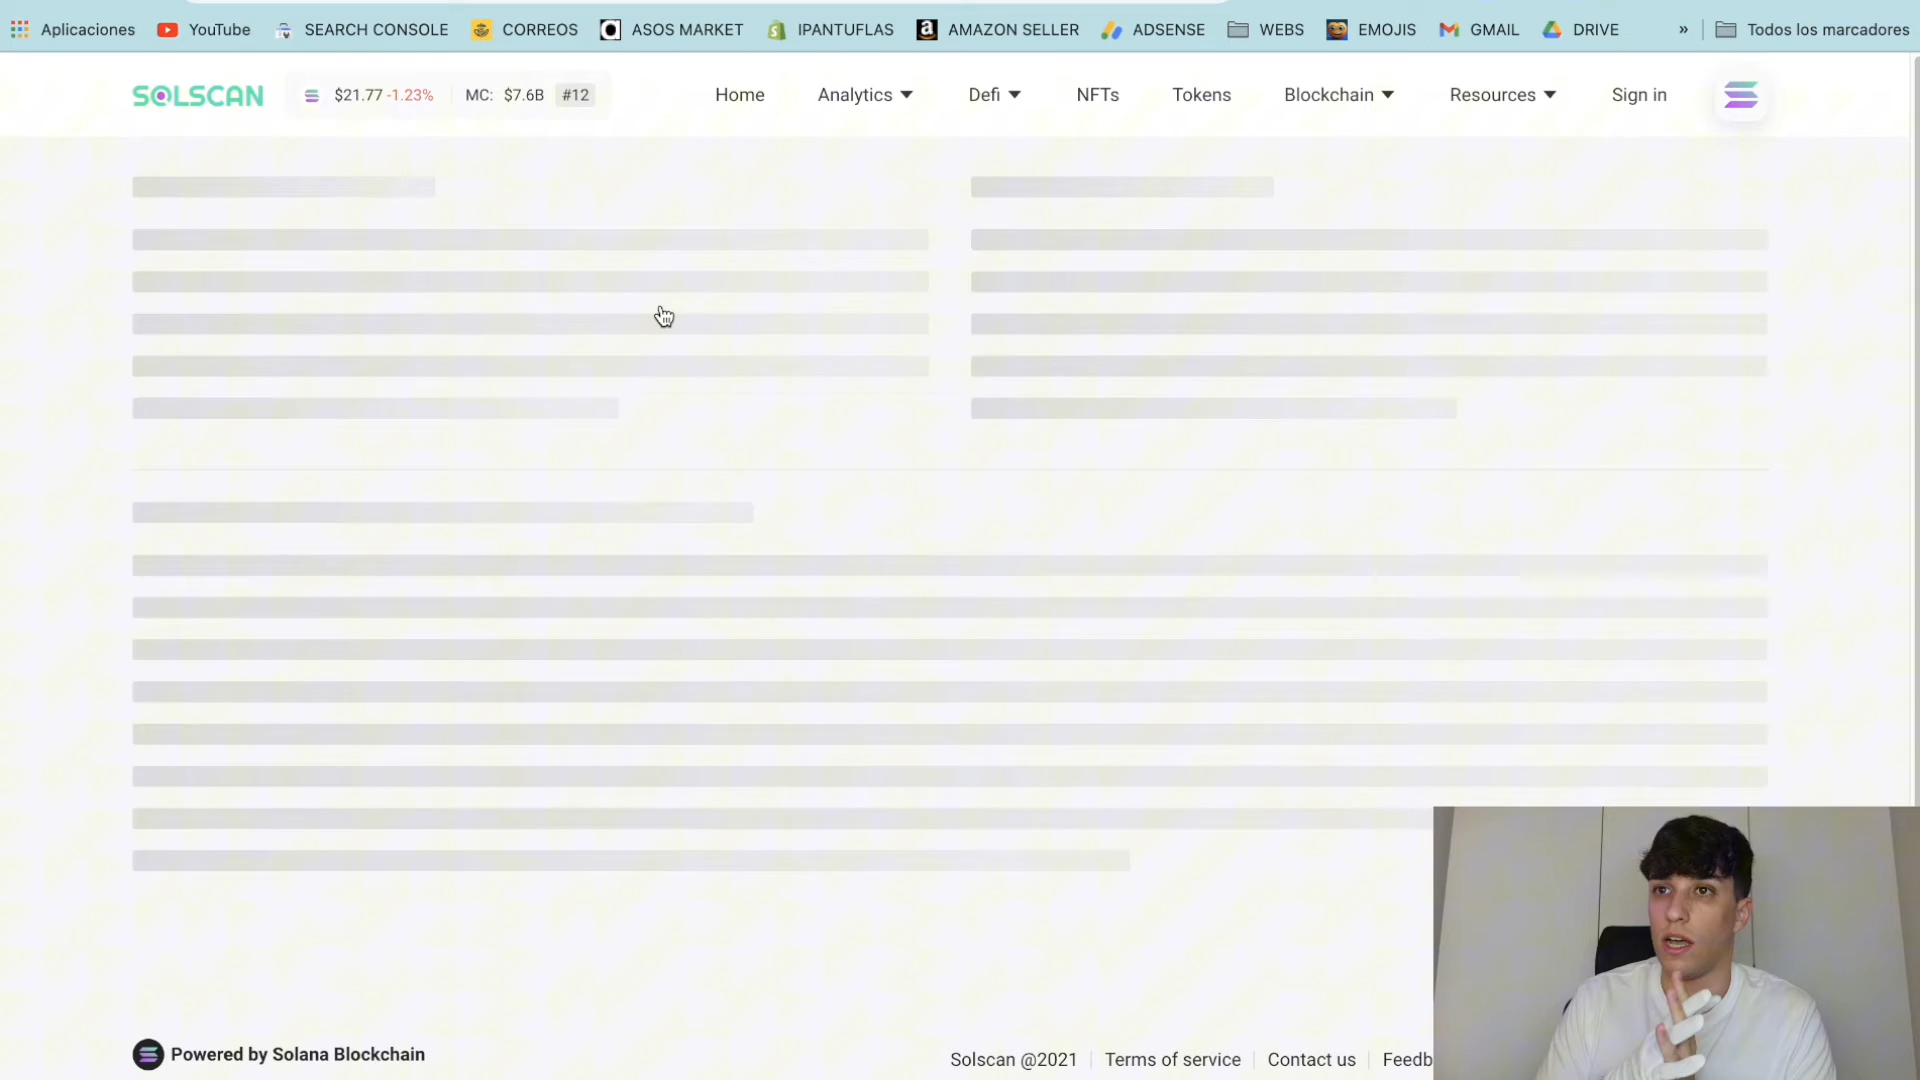 Aplicaciones YouTube SEARCH CONSOLE CORREOS ASOS MARKET IPANTUFLAS AMAZON SELLER ADSENSE WEBS EMOJIS GMAIL DRIVE » Todos los marcadores
SOLSCAN $21.77 -1.23% MC: $7.6B #12 Home Analytics Defi NFTs Tokens Blockchain Resources Sign in
Powered by Solana Blockchain Solscan @2021 Terms of service Contact us Feedb